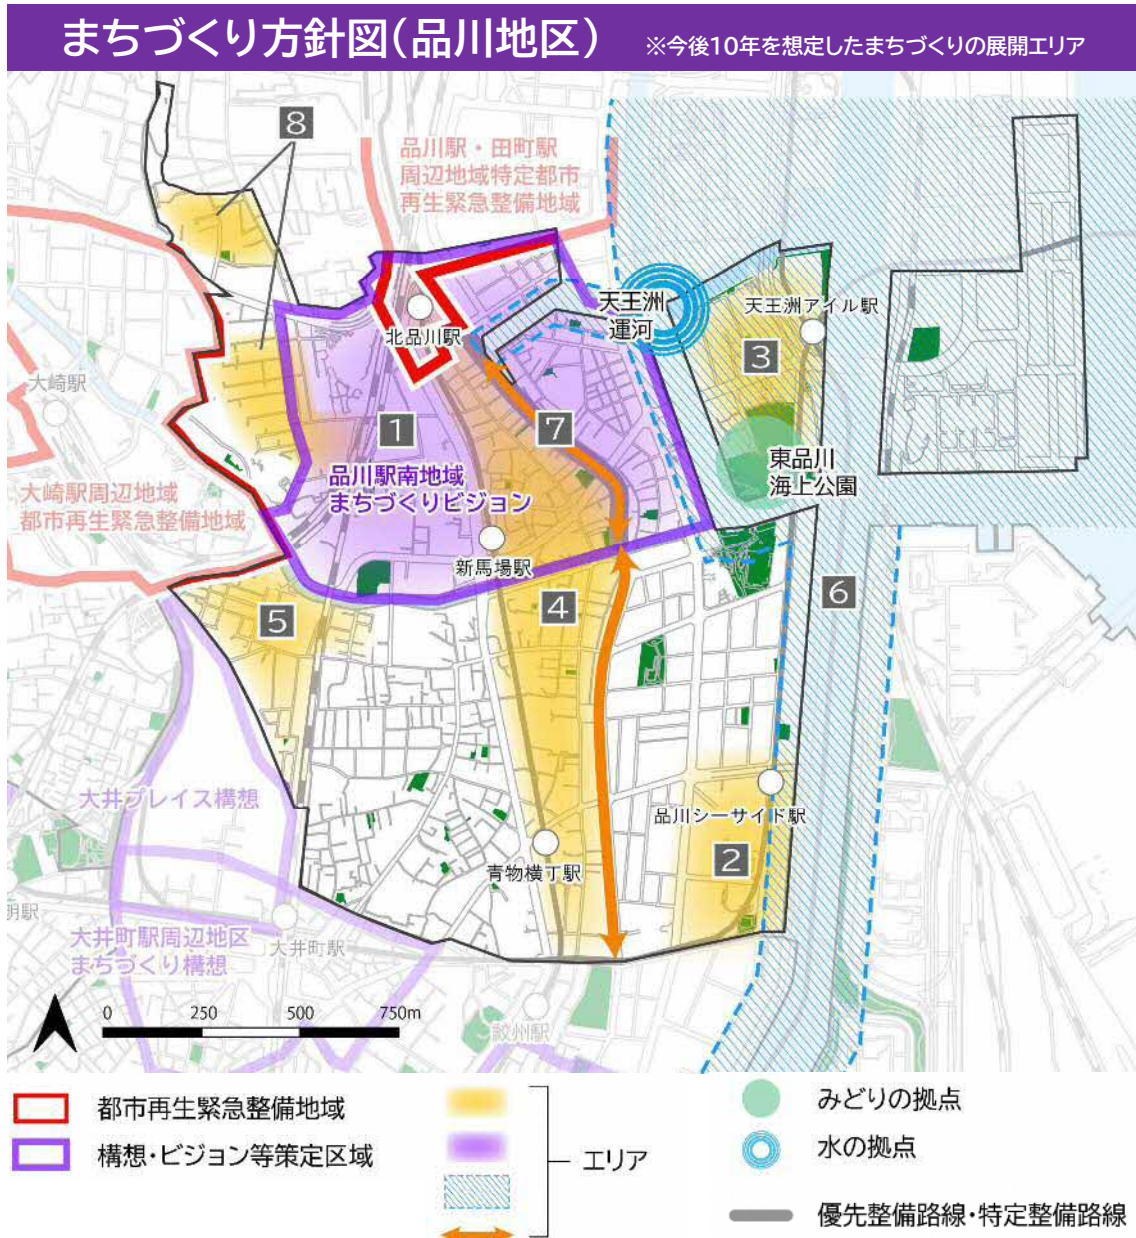 まちづくり方針図(品川地区)
※今後10年を想定したまちづくりの展開エリア
8
品川駅・田町駅
周辺地域特定都市
再生緊急整備地域
天王洲
運河
天王洲アイル駅
北品川駅
3
大崎駅
1
7
品川駅南地域
まちづくりビジョン
東品川
海上公園
大崎駅周辺地域
都市再生緊急整備地域
新馬場駅
5
4
6
大井プレイス構想
品川シーサイド駅
2
青物横丁駅
明駅
大井町駅周辺地区
まちづくり構想
大井町駅
鮫洲駅
0 250 500 750m
都市再生緊急整備地域
構想・ビジョン等策定区域
エリア
みどりの拠点
水の拠点
優先整備路線・特定整備路線